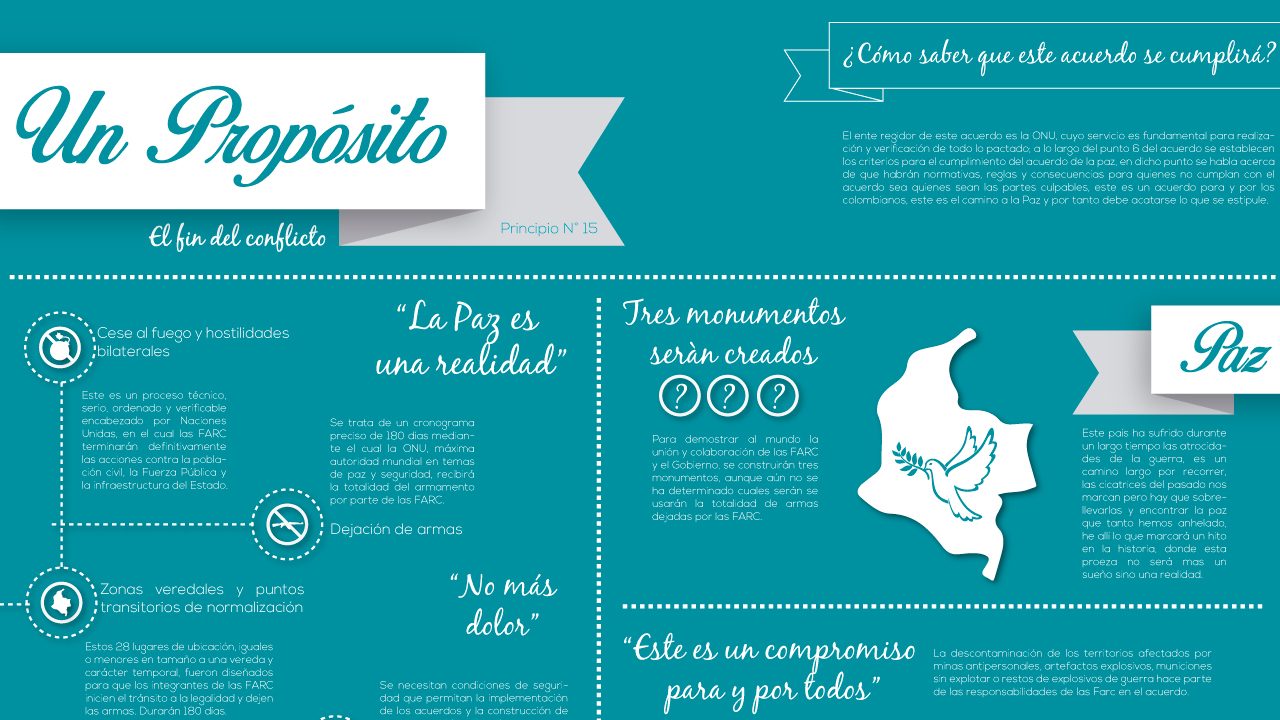 Un Propósito
El fin del conflicto
Principio N° 15
¿Cómo saber que este acuerdo se cumplirá?
El ente regidor de este acuerdo es la ONU, cuyo servicio es fundamental para realiza-
ción y verificación de todo lo pactado; a lo largo del punto 6 del acuerdo se establecen
los criterios para el cumplimiento del acuerdo de la paz, en dicho punto se habla acerca
de que habrán normativas, reglas y consecuencias para quienes no cumplan con el
acuerdo sea quienes sean las partes culpables, este es un acuerdo para y por los
colombianos, este es el camino a la Paz y por tanto debe acatarse lo que se estipule.
Cese al fuego y hostilidades
bilaterales
Este es un proceso técnico,
serio, ordenado y verificable
encabezado por Naciones
Unidas, en el cual las FARC
terminarán definitivamente
las acciones contra la pobla-
ción civil, la Fuerza Pública y
la infraestructura del Estado.
“La Paz es
una realidad”
Se trata de un cronograma
preciso de 180 días median-
te el cual la ONU, máxima
autoridad mundial en temas
de paz y seguridad, recibirá
la totalidad del armamento
por parte de las FARC.
Dejación de armas
Zonas veredales y puntos
transitorios de normalización
Estos 28 lugares de ubicación, iguales
o menores en tamaño a una vereda y
carácter temporal, fueron diseñados
para que los integrantes de las FARC
inicien el tránsito a la legalidad y dejen
las armas. Durarán 180 días.
“No más
dolor”
Se necesitan condiciones de seguri-
dad que permitan la implementación
de los acuerdos y la construcción de
Tres monumentos
seràn creados
? ? ?
Para demostrar al mundo la
unión y colaboración de las FARC
y el Gobierno, se construirán tres
monumentos, aunque aún no se
ha determinado cuales serán se
usarán la totalidad de armas
dejadas por las FARC.
Paz
Este país ha sufrido durante
un largo tiempo las atrocida-
des de la guerra, es un
camino largo por recorrer,
las cicatrices del pasado nos
marcan pero hay que sobre-
llevarlas y encontrar la paz
que tanto hemos anhelado,
he allí lo que marcará un hito
en la historia, donde esta
proeza no será mas un
sueño sino una realidad.
“Este es un compromiso
para y por todos”
La descontaminación de los territorios afectados por
minas antipersonales, artefactos explosivos, municiones
sin explotar o restos de explosivos de guerra hace parte
de las responsabilidades de las Farc en el acuerdo.